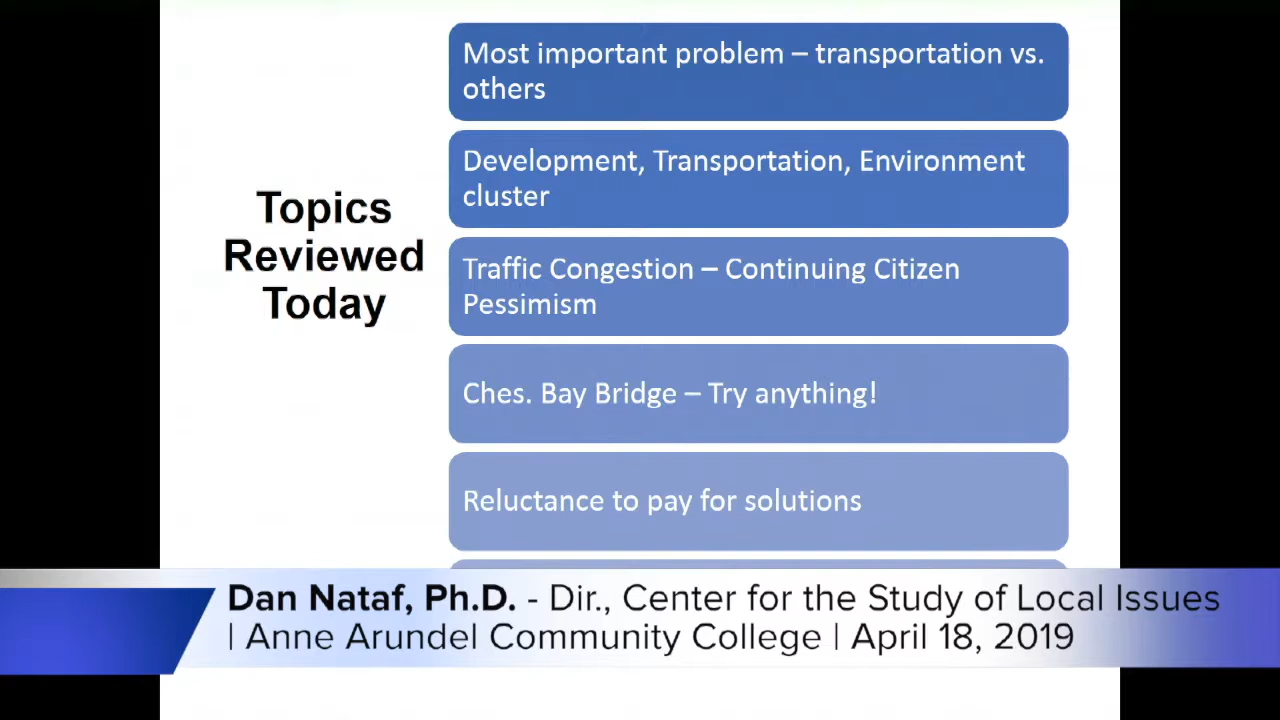 Topics
Reviewed
Today
Most important problem – transportation vs.
others
Development, Transportation, Environment
cluster
Traffic Congestion – Continuing Citizen
Pessimism
Ches. Bay Bridge – Try anything!
Reluctance to pay for solutions
Dan Nataf, Ph.D. - Dir., Center for the Study of Local Issues
| Anne Arundel Community College | April 18, 2019